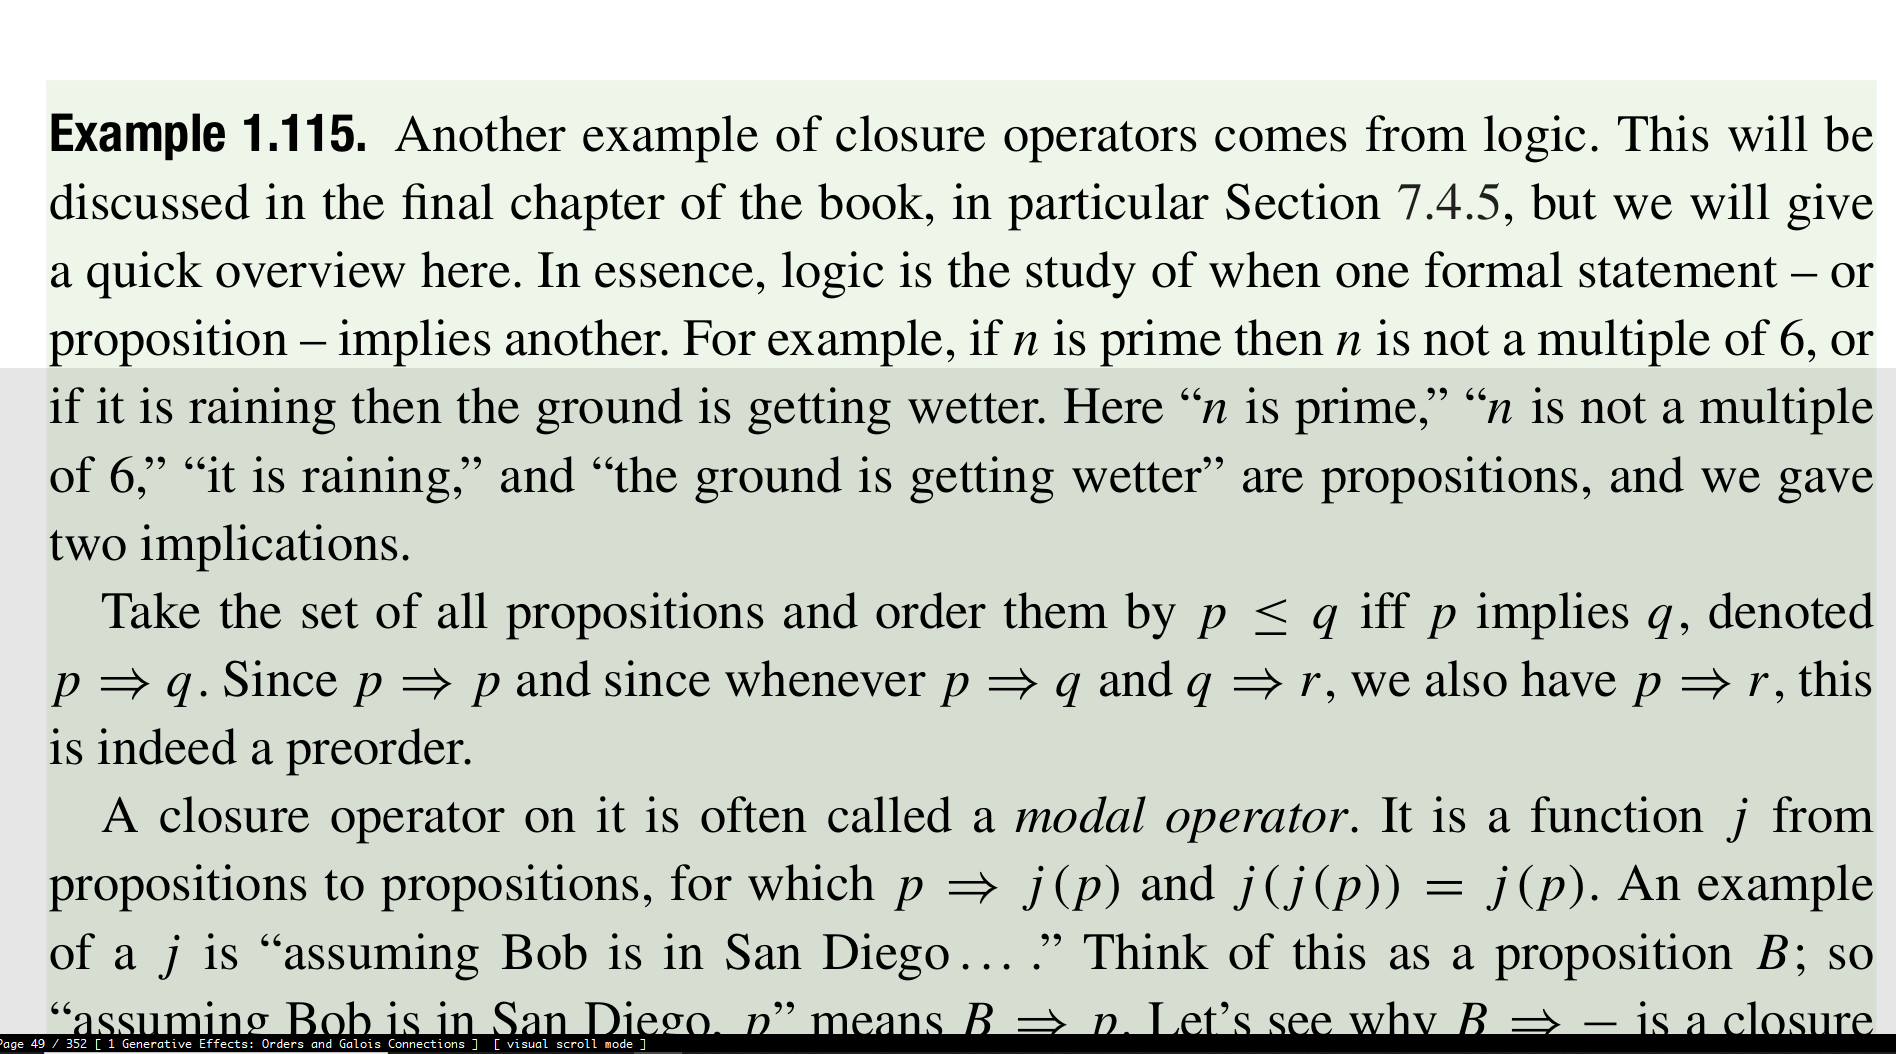 Example 1.115. Another example of closure operators comes from logic. This will be
discussed in the final chapter of the book, in particular Section 7.4.5, but we will give
a quick overview here. In essence, logic is the study of when one formal statement – or
proposition – implies another. For example, if n is prime then n is not a multiple of 6, or
if it is raining then the ground is getting wetter. Here “n is prime,” “n is not a multiple
of 6,” “it is raining,” and “the ground is getting wetter” are propositions, and we gave
two implications.
Take the set of all propositions and order them by p ≤ q iff p implies q, denoted
p ⇒ q. Since p ⇒ p and since whenever p ⇒ q and q ⇒ r, we also have p ⇒ r, this
is indeed a preorder.
A closure operator on it is often called a modal operator. It is a function j from
propositions to propositions, for which p ⇒ j(p) and j(j(p)) = j(p). An example
of a j is “assuming Bob is in San Diego . . . .” Think of this as a proposition B; so
“assuming Bob is in San Diego, p” means B ⇒ p. Let’s see why B ⇒ − is a closure
Page 49 / 352 [ 1 Generative Effects: Orders and Galois Connections ] [ visual scroll mode ]